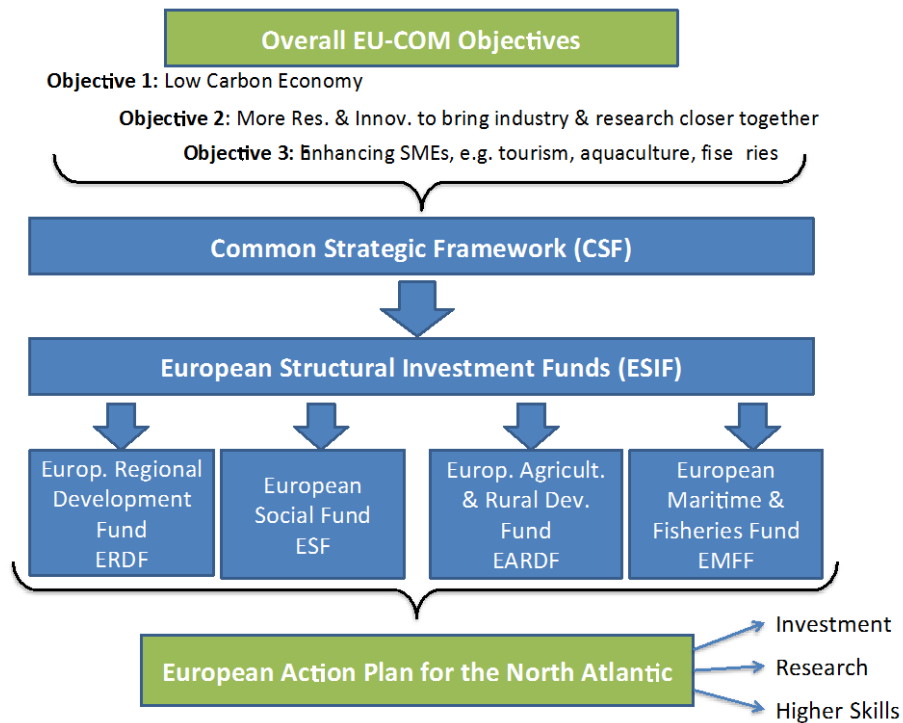 Overall EU-COM Objectives
Objective 1: Low Carbon Economy
Objective 2: More Res. & Innov. to bring industry & research closer together
Objective 3: Enhancing SMEs, e.g. tourism, aquaculture, fise ries
Common Strategic Framework (CSF)
European Structural Investment Funds (ESIF)
Europ. Regional
Development
Fund
ERDF
European
Social Fund
ESF
Europ. Agricult.
& Rural Dev.
Fund
EARDF
European
Maritime &
Fisheries Fund
EMFF
European Action Plan for the North Atlantic
Investment
Research
Higher Skills